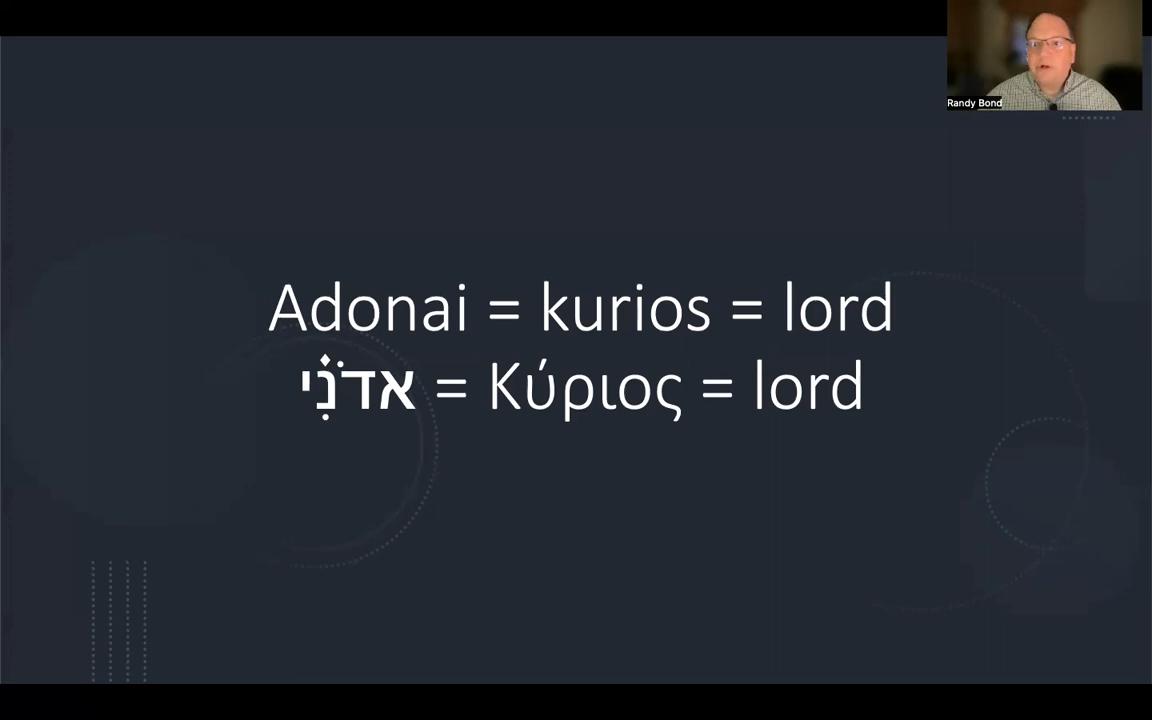 Randy Bond
Adonai = kurios = lord
אדֹנִ֗י = Κύριος = lord